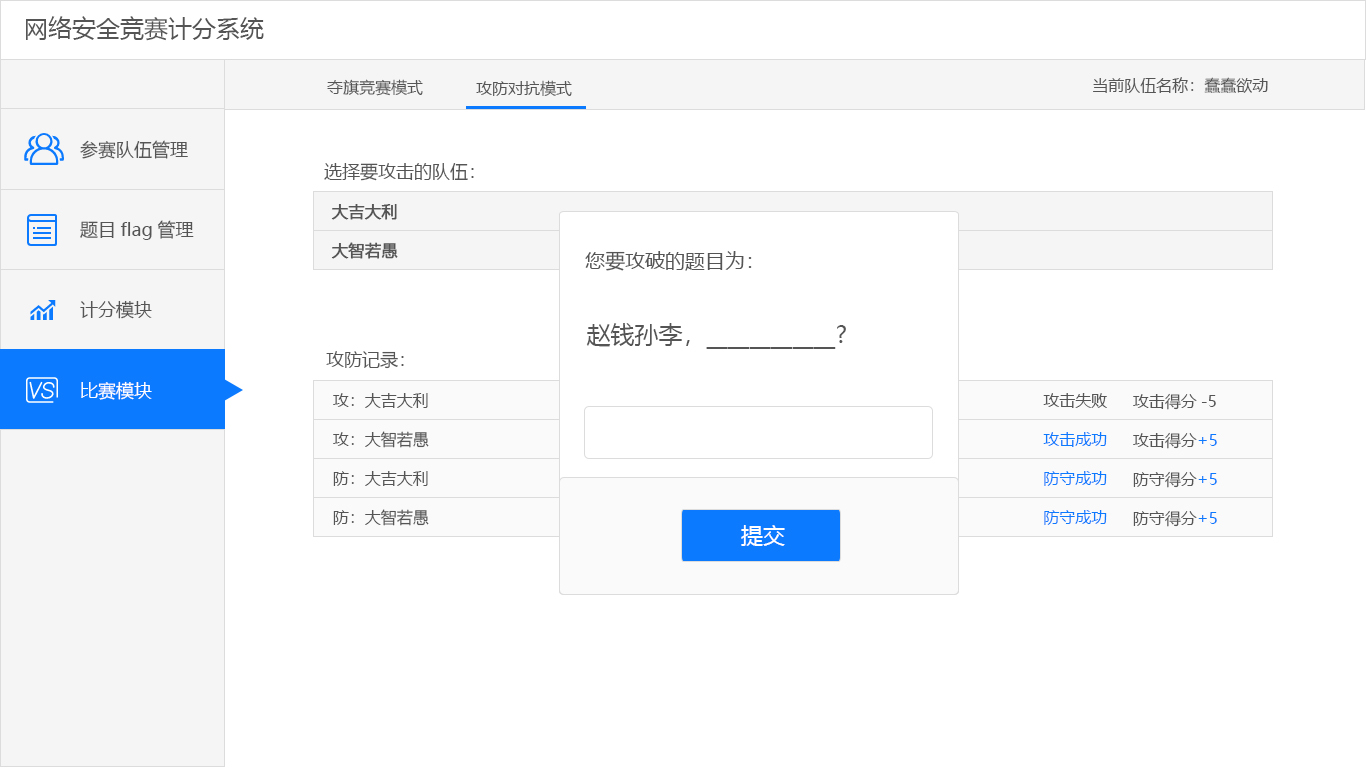 网络安全竞赛计分系统
夺旗竞赛模式
攻防对抗模式
当前队伍名称：蠢蠢欲动
参赛队伍管理
题目 flag 管理
计分模块
VS 比赛模块
选择要攻击的队伍：
大吉大利
大智若愚
您要攻破的题目为：
赵钱孙李，____________?
提交
攻防记录：
攻：大吉大利 攻击失败 攻击得分 -5
攻：大智若愚 攻击成功 攻击得分+5
防：大吉大利 防守成功 防守得分+5
防：大智若愚 防守成功 防守得分+5